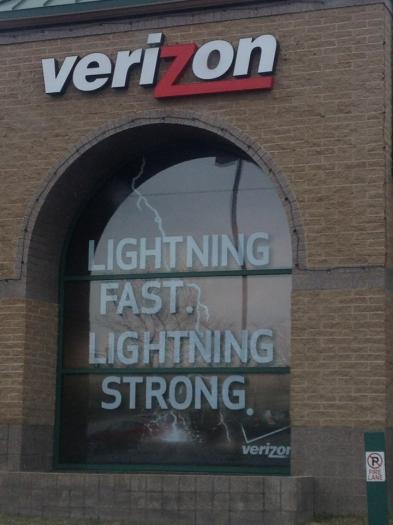 verizon
LIGHTNING
FAST.
LIGHTNING
STRONG.
verizon
P
FIRE
LANE